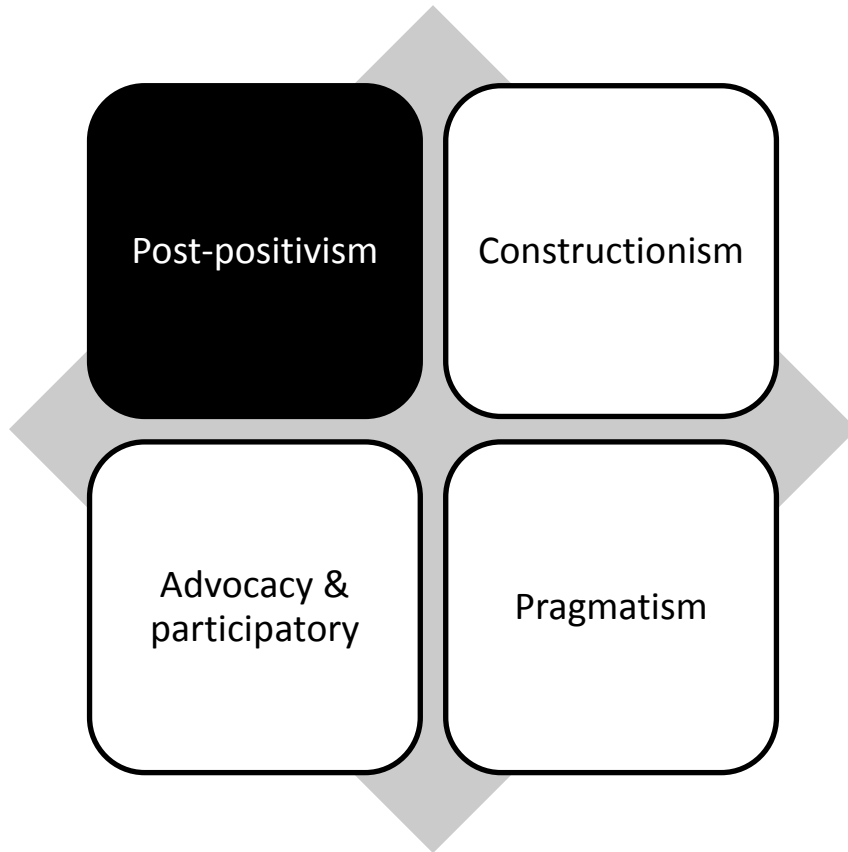 Post-positivism
Constructionism
Advocacy &
participatory
Pragmatism